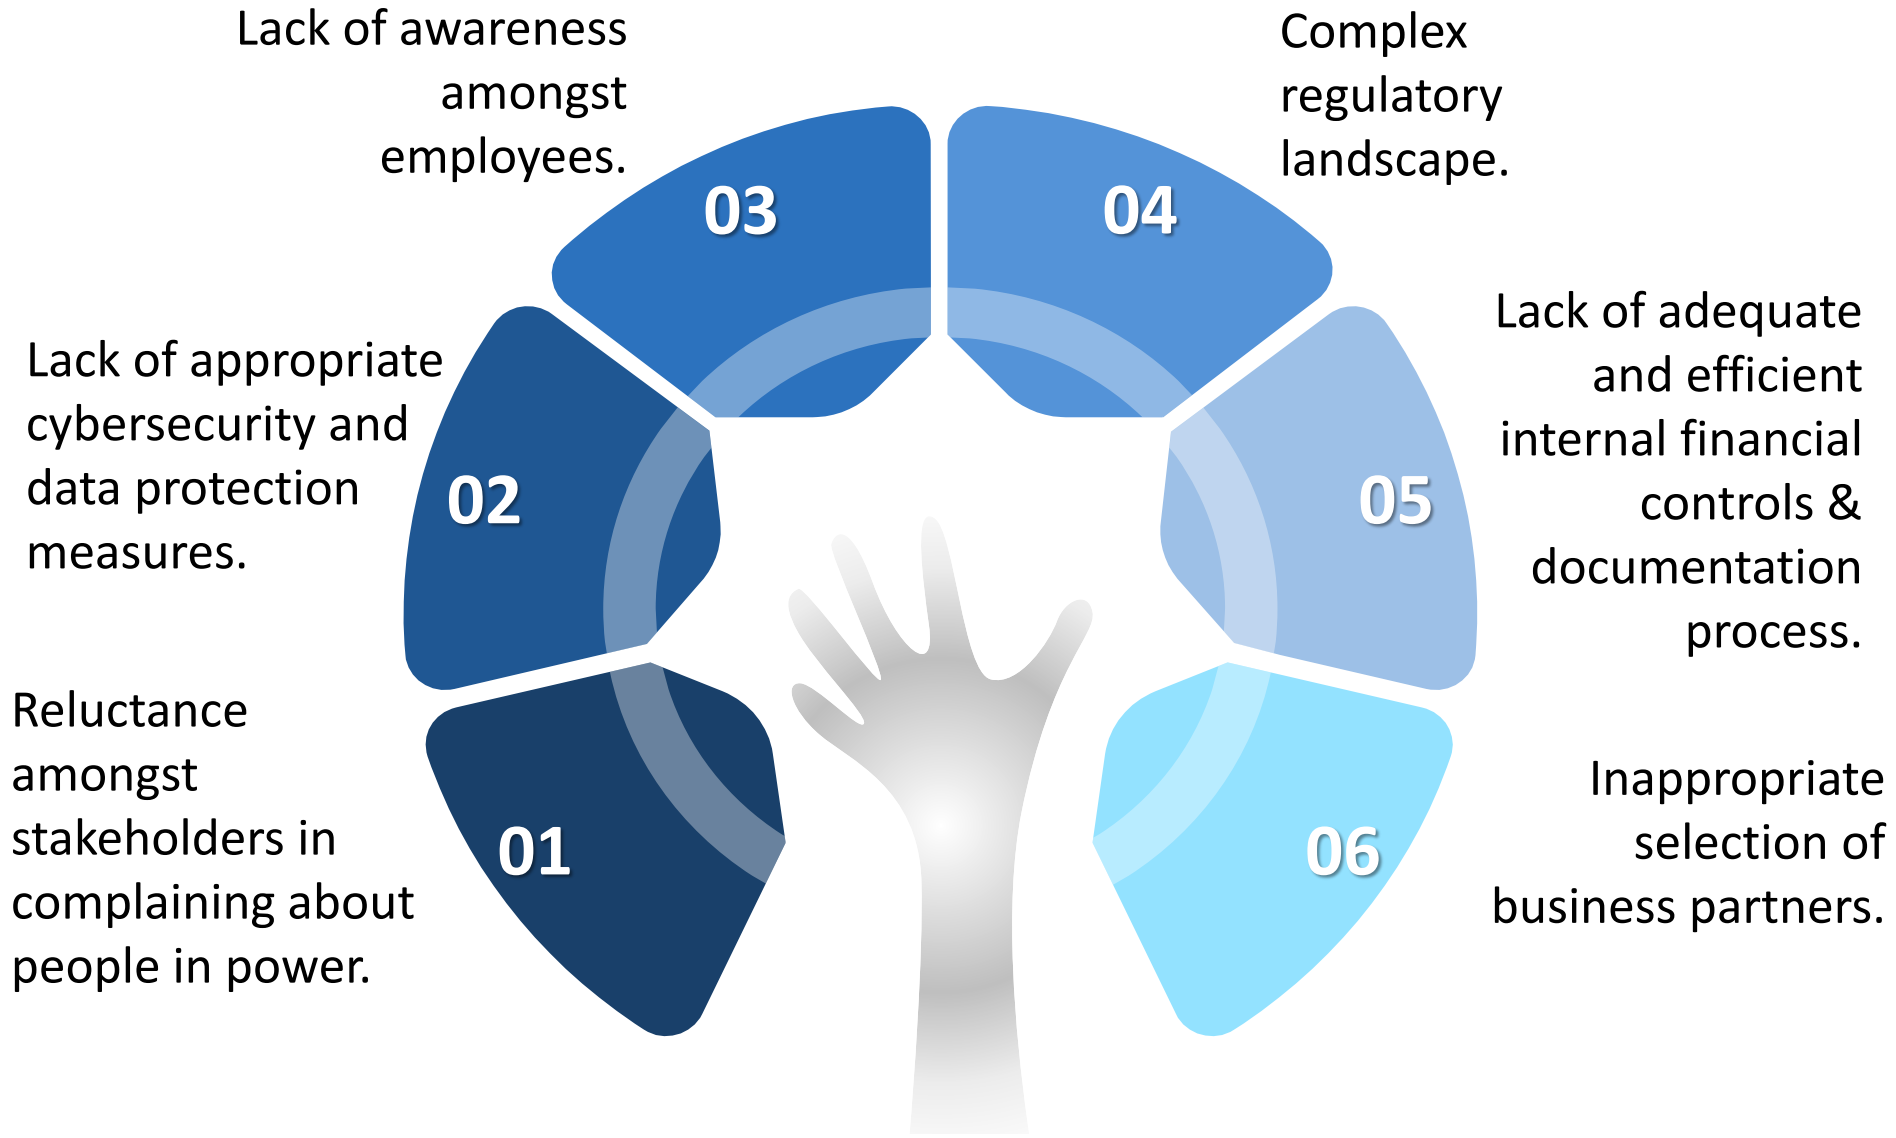 01
Reluctance
amongst
stakeholders in
complaining about
people in power.
02
Lack of appropriate
cybersecurity and
data protection
measures.
03
Lack of awareness
amongst
employees.
04
Complex
regulatory
landscape.
05
Lack of adequate
and efficient
internal financial
controls &
documentation
process.
06
Inappropriate
selection of
business partners.